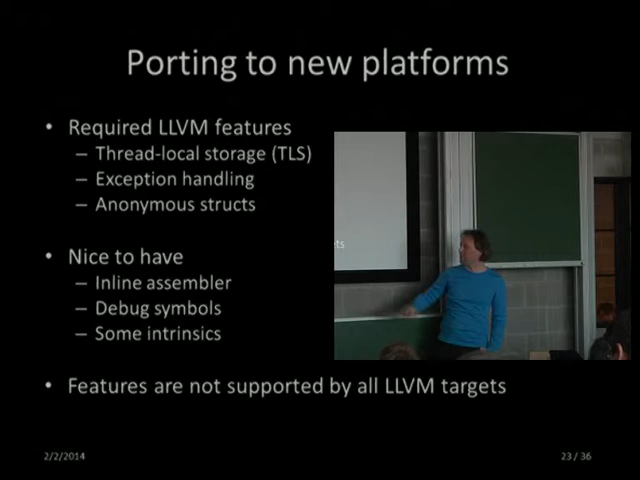 Porting to new platforms
• Required LLVM features
– Thread-local storage (TLS)
– Exception handling
– Anonymous structs
• Nice to have
– Inline assembler
– Debug symbols
– Some intrinsics
• Features are not supported by all LLVM targets
2/2/2014
23 / 36